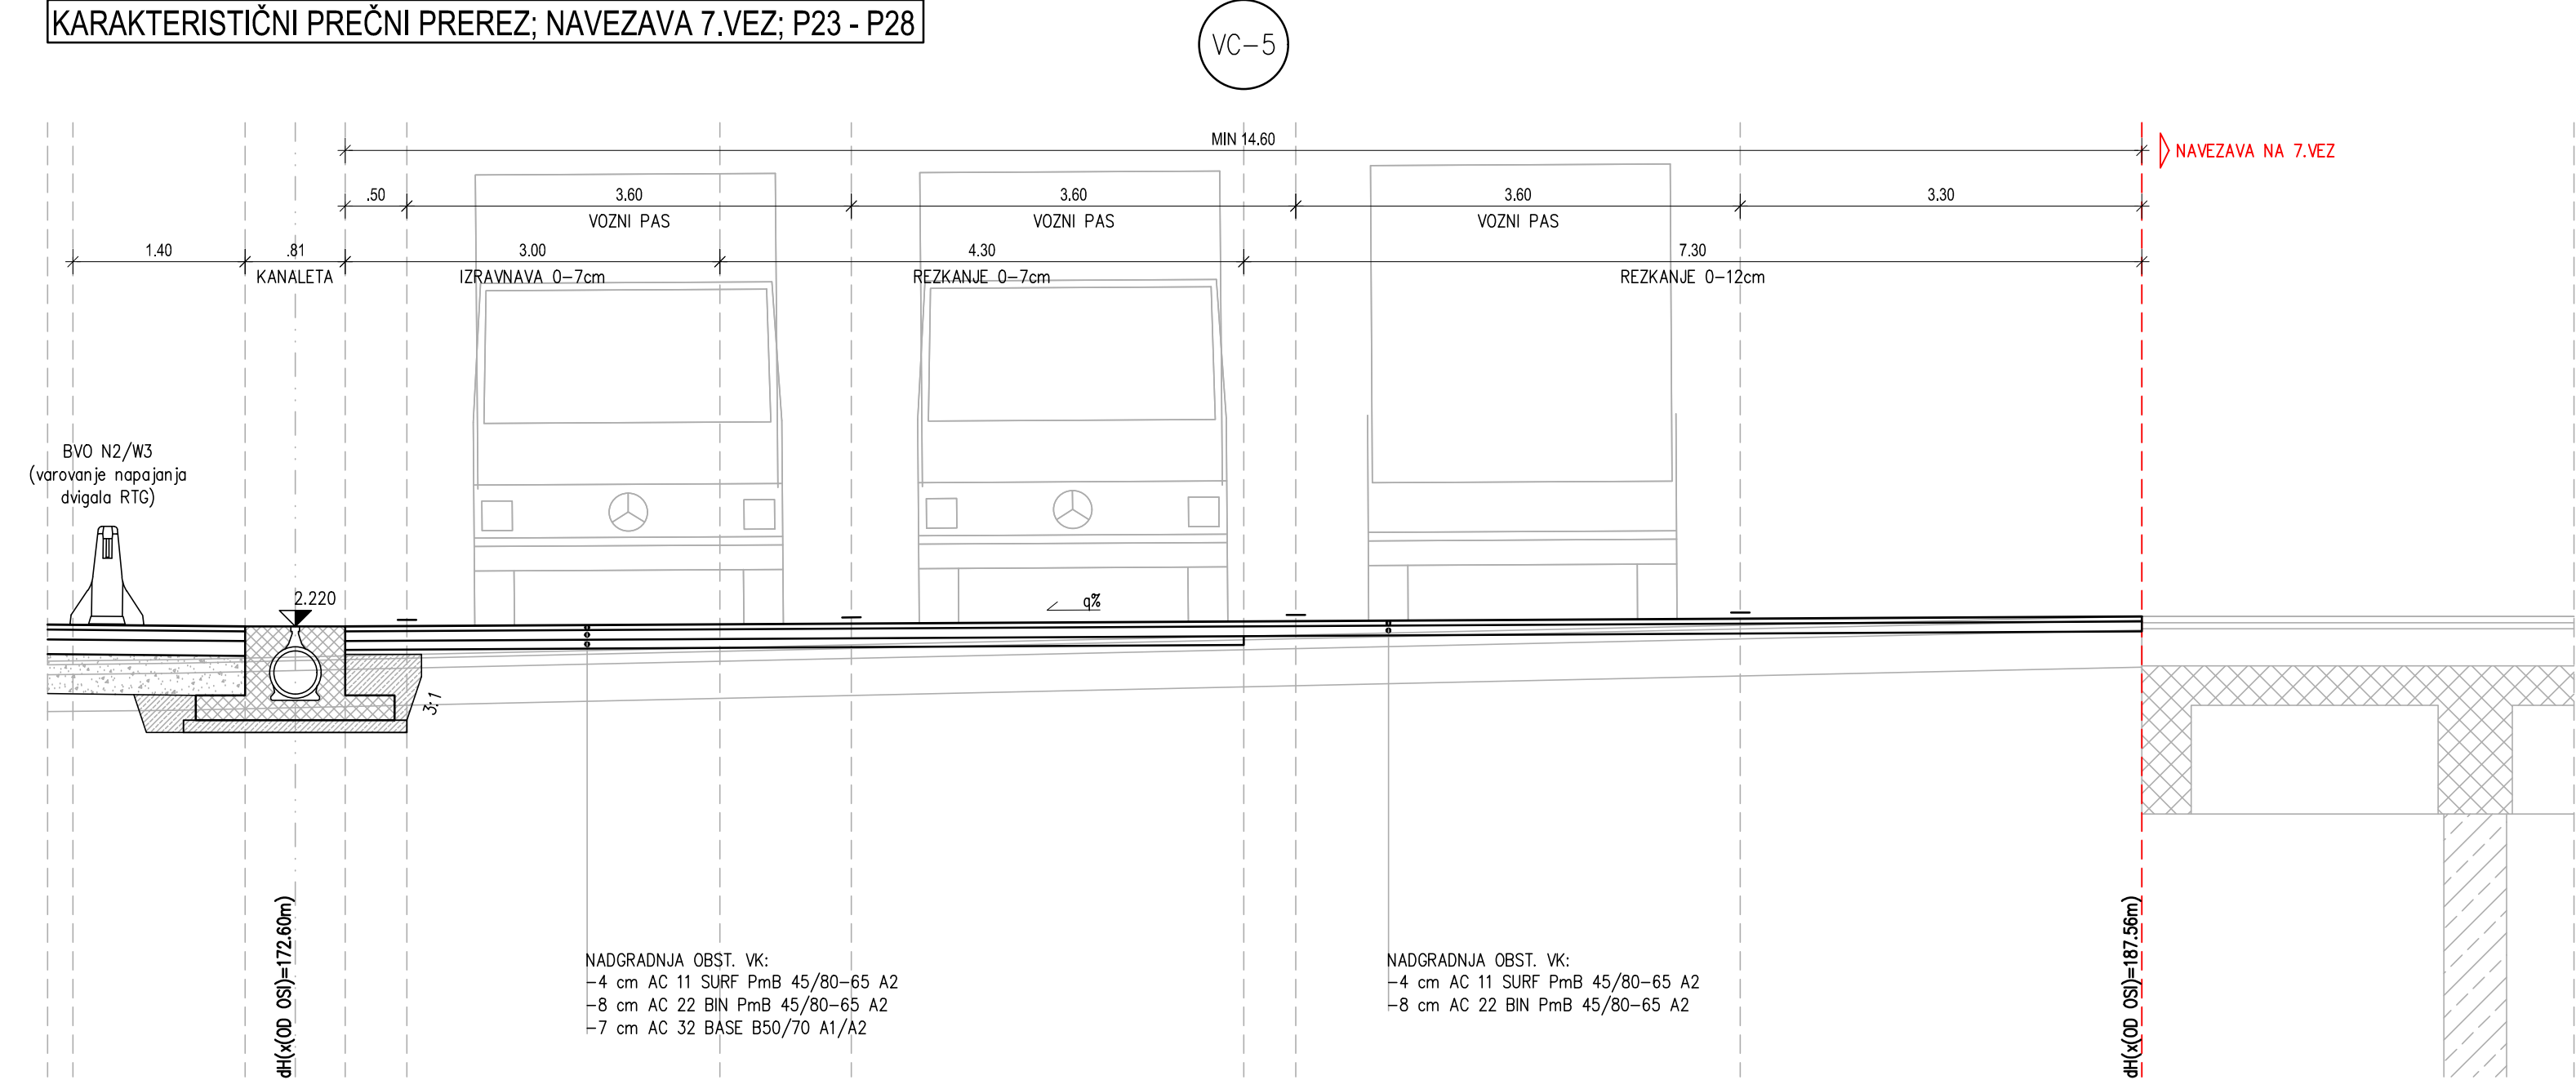 KARAKTERISTIČNI PREČNI PREREZ; NAVEZAVA 7.VEZ; P23 - P28
VC-5
MIN 14.60
NAVEZAVA NA 7.VEZ
.50
3.60
3.60
3.60
3.30
VOZNI PAS
VOZNI PAS
VOZNI PAS
1.40
.81
3.00
4.30
7.30
KANALETA
IZRAVNAVA 0-7cm
REZKANJE 0-7cm
REZKANJE 0-12cm
BVO N2/W3
(varovanje napajanja
dvigala RTG)
2.220
q%
3:1
dH(x(OD OSI)=172.60m)
dH(x(OD OSI)=187.56m)
NADGRADNJA OBST. VK:
-4 cm AC 11 SURF PmB 45/80-65 A2
-8 cm AC 22 BIN PmB 45/80-65 A2
-7 cm AC 32 BASE B50/70 A1/A2
NADGRADNJA OBST. VK:
-4 cm AC 11 SURF PmB 45/80-65 A2
-8 cm AC 22 BIN PmB 45/80-65 A2